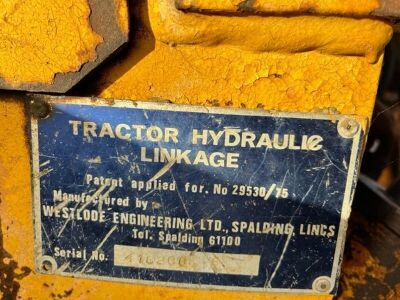 TRACTOR HYDRAULIC
LINKAGE
Patent applied for. No 29530/75
Manufactured by
WESTLODE ENGINEERING LTD, SPALDING, LINCS
Tel. Spalding 61100
Serial No.